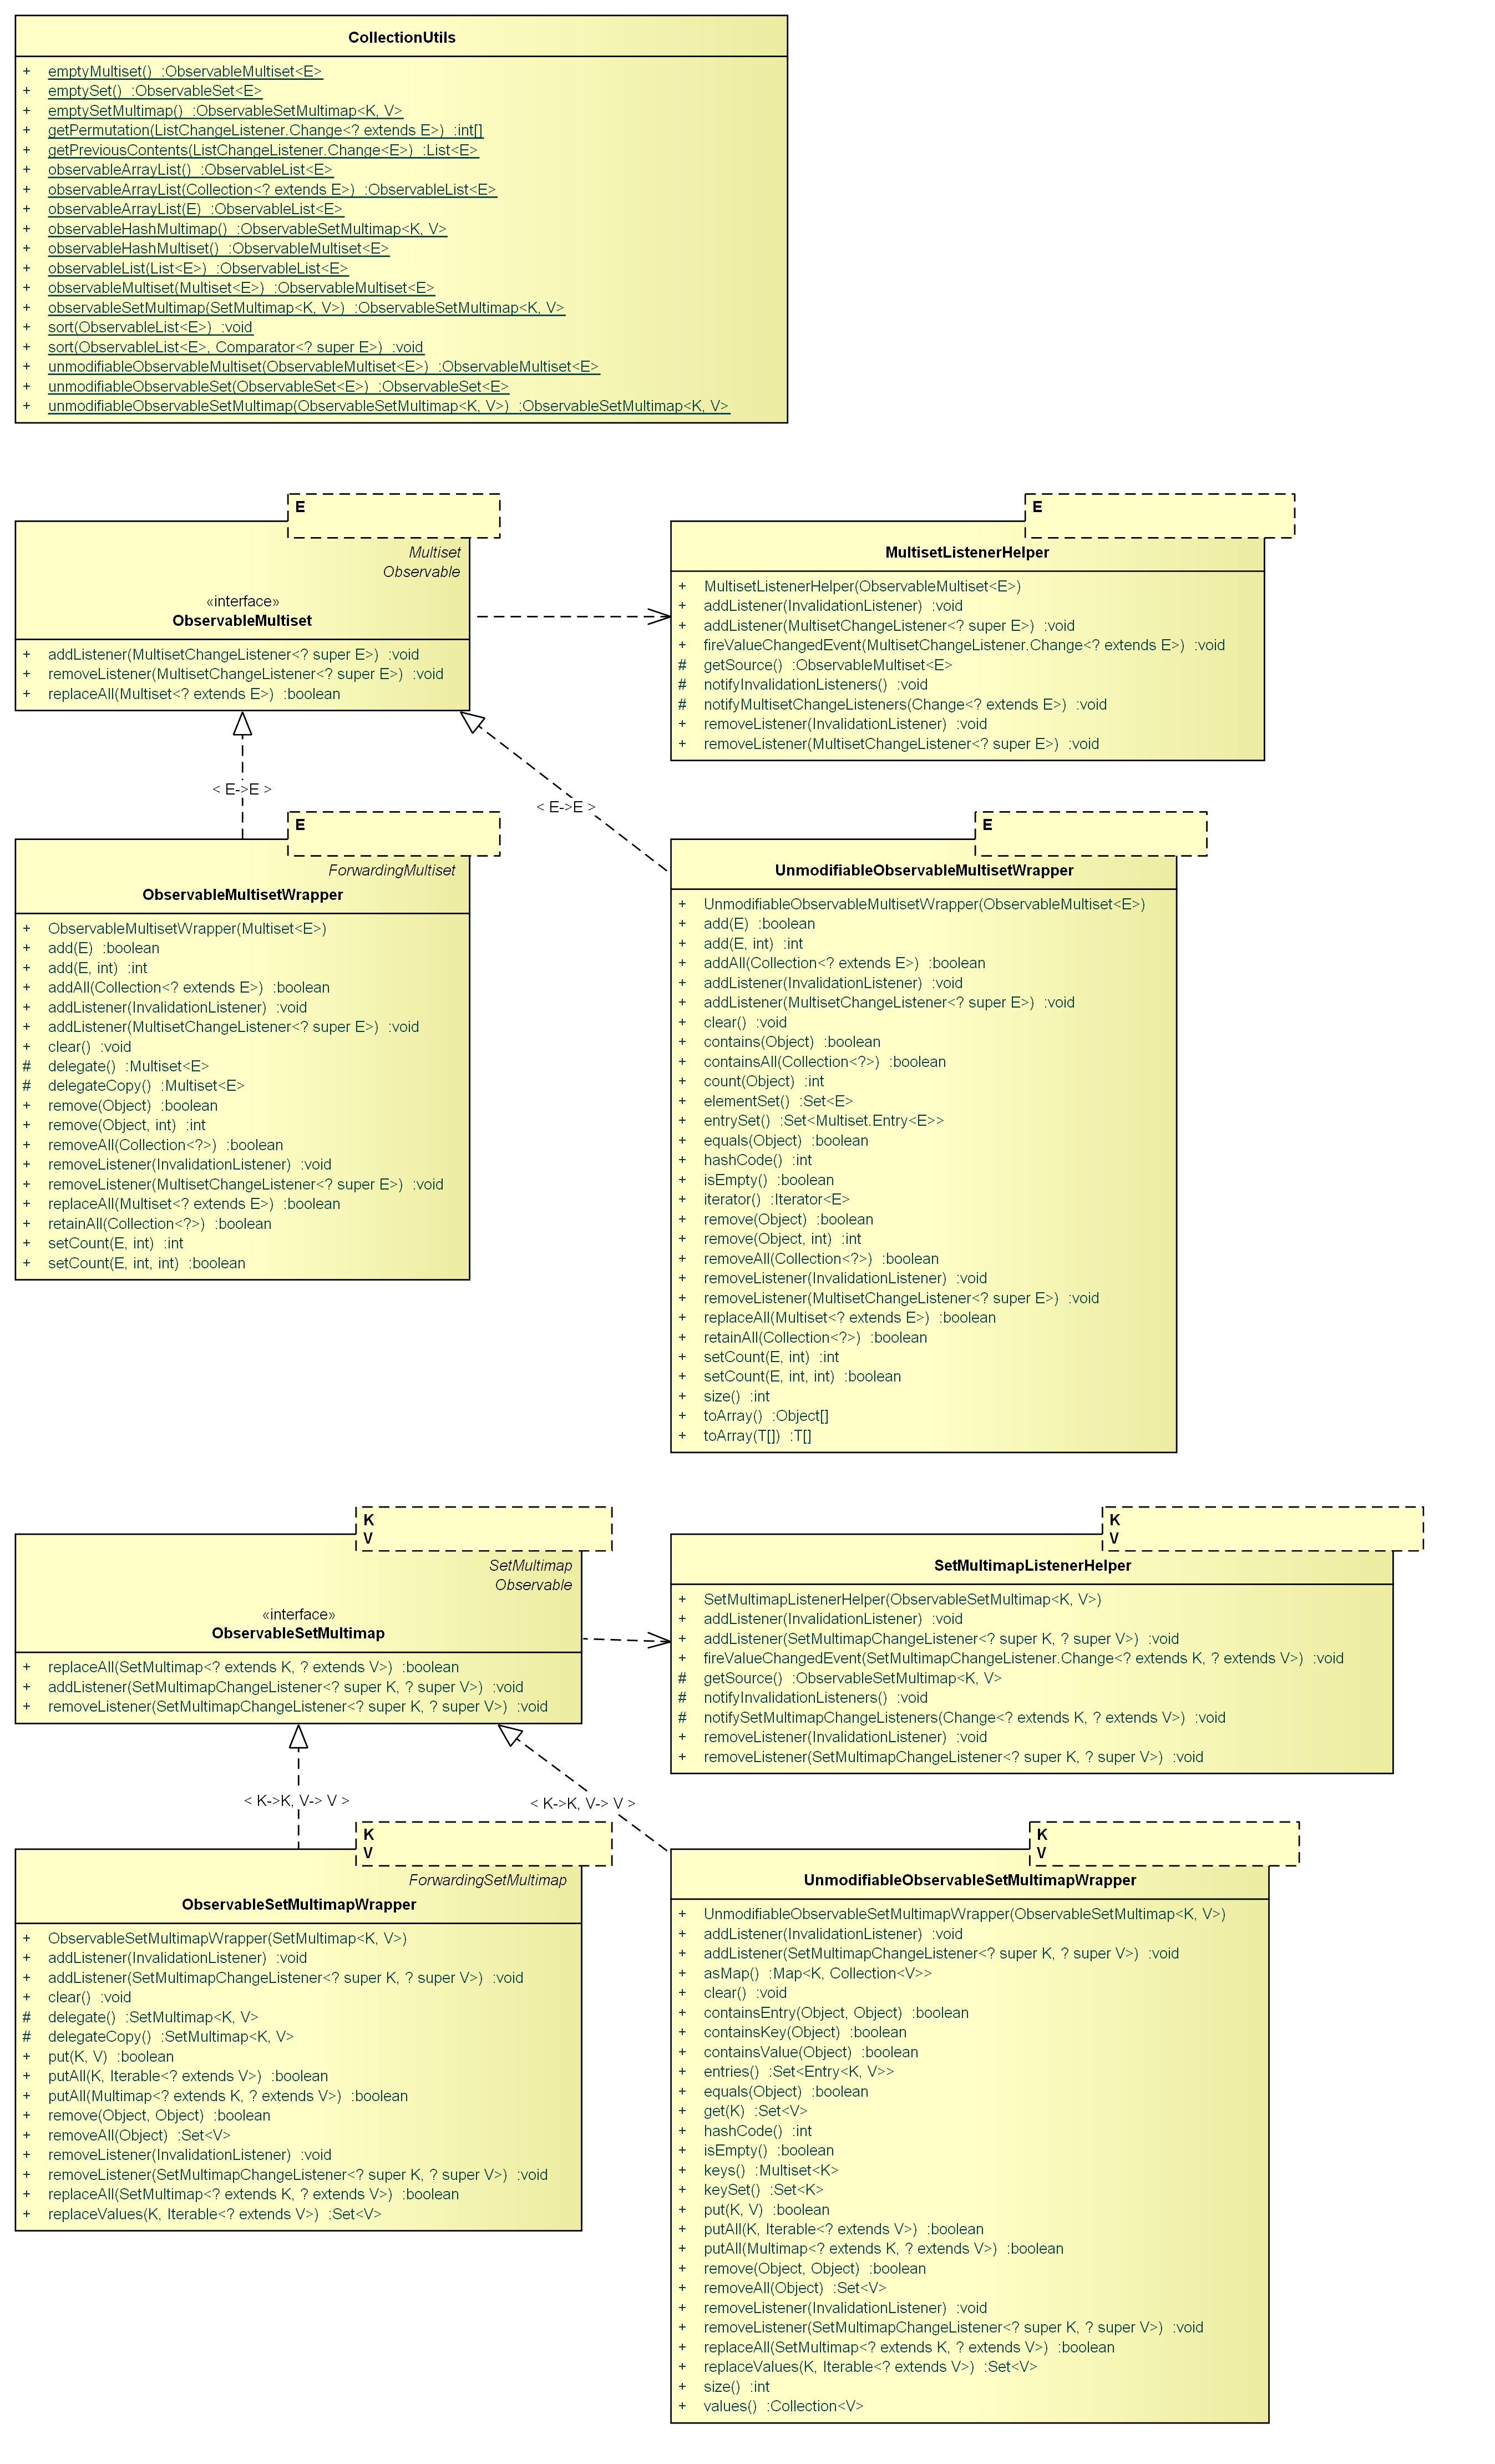 CollectionUtils
+ emptyMultiset() :ObservableMultiset<E>
+ emptySet() :ObservableSet<E>
+ emptySetMultimap() :ObservableSetMultimap<K, V>
+ getPermutation(ListChangeListener.Change<? extends E>) :int[]
+ getPreviousContents(ListChangeListener.Change<E>) :List<E>
+ observableArrayList() :ObservableList<E>
+ observableArrayList(Collection<? extends E>) :ObservableList<E>
+ observableArrayList(E) :ObservableList<E>
+ observableHashMultimap() :ObservableSetMultimap<K, V>
+ observableHashMultiset() :ObservableMultiset<E>
+ observableList(List<E>) :ObservableList<E>
+ observableMultiset(Multiset<E>) :ObservableMultiset<E>
+ observableSetMultimap(SetMultimap<K, V>) :ObservableSetMultimap<K, V>
+ sort(ObservableList<E>) :void
+ sort(ObservableList<E>, Comparator<? super E>) :void
+ unmodifiableObservableMultiset(ObservableMultiset<E>) :ObservableMultiset<E>
+ unmodifiableObservableSet(ObservableSet<E>) :ObservableSet<E>
+ unmodifiableObservableSetMultimap(ObservableSetMultimap<K, V>) :ObservableSetMultimap<K, V>
E
Multiset
Observable
«interface»
ObservableMultiset
+ addListener(MultisetChangeListener<? super E>) :void
+ removeListener(MultisetChangeListener<? super E>) :void
+ replaceAll(Multiset<? extends E>) :boolean
E
MultisetListenerHelper
+ MultisetListenerHelper(ObservableMultiset<E>)
+ addListener(InvalidationListener) :void
+ addListener(MultisetChangeListener<? super E>) :void
+ fireValueChangedEvent(MultisetChangeListener.Change<? extends E>) :void
# getSource() :ObservableMultiset<E>
# notifyInvalidationListeners() :void
# notifyMultisetChangeListeners(Change<? extends E>) :void
+ removeListener(InvalidationListener) :void
+ removeListener(MultisetChangeListener<? super E>) :void
< E->E >
< E->E >
E
ForwardingMultiset
ObservableMultisetWrapper
+ ObservableMultisetWrapper(Multiset<E>)
+ add(E) :boolean
+ add(E, int) :int
+ addAll(Collection<? extends E>) :boolean
+ addListener(InvalidationListener) :void
+ addListener(MultisetChangeListener<? super E>) :void
+ clear() :void
# delegate() :Multiset<E>
# delegateCopy() :Multiset<E>
+ remove(Object) :boolean
+ remove(Object, int) :int
+ removeAll(Collection<?>) :boolean
+ removeListener(InvalidationListener) :void
+ removeListener(MultisetChangeListener<? super E>) :void
+ replaceAll(Multiset<? extends E>) :boolean
+ retainAll(Collection<?>) :boolean
+ setCount(E, int) :int
+ setCount(E, int, int) :boolean
E
UnmodifiableObservableMultisetWrapper
+ UnmodifiableObservableMultisetWrapper(ObservableMultiset<E>)
+ add(E) :boolean
+ add(E, int) :int
+ addAll(Collection<? extends E>) :boolean
+ addListener(InvalidationListener) :void
+ addListener(MultisetChangeListener<? super E>) :void
+ clear() :void
+ contains(Object) :boolean
+ containsAll(Collection<?>) :boolean
+ count(Object) :int
+ elementSet() :Set<E>
+ entrySet() :Set<Multiset.Entry<E>>
+ equals(Object) :boolean
+ hashCode() :int
+ isEmpty() :boolean
+ iterator() :Iterator<E>
+ remove(Object) :boolean
+ remove(Object, int) :int
+ removeAll(Collection<?>) :boolean
+ removeListener(InvalidationListener) :void
+ removeListener(MultisetChangeListener<? super E>) :void
+ replaceAll(Multiset<? extends E>) :boolean
+ retainAll(Collection<?>) :boolean
+ setCount(E, int) :int
+ setCount(E, int, int) :boolean
+ size() :int
+ toArray() :Object[]
+ toArray(T[]) :T[]
K
V
SetMultimap
Observable
«interface»
ObservableSetMultimap
+ replaceAll(SetMultimap<? extends K, ? extends V>) :boolean
+ addListener(SetMultimapChangeListener<? super K, ? super V>) :void
+ removeListener(SetMultimapChangeListener<? super K, ? super V>) :void
K
V
SetMultimapListenerHelper
+ SetMultimapListenerHelper(ObservableSetMultimap<K, V>)
+ addListener(InvalidationListener) :void
+ addListener(SetMultimapChangeListener<? super K, ? super V>) :void
+ fireValueChangedEvent(SetMultimapChangeListener.Change<? extends K, ? extends V>) :void
# getSource() :ObservableSetMultimap<K, V>
# notifyInvalidationListeners() :void
# notifySetMultimapChangeListeners(Change<? extends K, ? extends V>) :void
+ removeListener(InvalidationListener) :void
+ removeListener(SetMultimapChangeListener<? super K, ? super V>) :void
< K->K, V-> V >
< K->K, V-> V >
K
V
ForwardingSetMultimap
ObservableSetMultimapWrapper
+ ObservableSetMultimapWrapper(SetMultimap<K, V>)
+ addListener(InvalidationListener) :void
+ addListener(SetMultimapChangeListener<? super K, ? super V>) :void
+ clear() :void
# delegate() :SetMultimap<K, V>
# delegateCopy() :SetMultimap<K, V>
+ put(K, V) :boolean
+ putAll(K, Iterable<? extends V>) :boolean
+ putAll(Multimap<? extends K, ? extends V>) :boolean
+ remove(Object, Object) :boolean
+ removeAll(Object) :Set<V>
+ removeListener(InvalidationListener) :void
+ removeListener(SetMultimapChangeListener<? super K, ? super V>) :void
+ replaceAll(SetMultimap<? extends K, ? extends V>) :boolean
+ replaceValues(K, Iterable<? extends V>) :Set<V>
K
V
UnmodifiableObservableSetMultimapWrapper
+ UnmodifiableObservableSetMultimapWrapper(ObservableSetMultimap<K, V>)
+ addListener(InvalidationListener) :void
+ addListener(SetMultimapChangeListener<? super K, ? super V>) :void
+ asMap() :Map<K, Collection<V>>
+ clear() :void
+ containsEntry(Object, Object) :boolean
+ containsKey(Object) :boolean
+ containsValue(Object) :boolean
+ entries() :Set<Entry<K, V>>
+ equals(Object) :boolean
+ get(K) :Set<V>
+ hashCode() :int
+ isEmpty() :boolean
+ keys() :Multiset<K>
+ keySet() :Set<K>
+ put(K, V) :boolean
+ putAll(K, Iterable<? extends V>) :boolean
+ putAll(Multimap<? extends K, ? extends V>) :boolean
+ remove(Object, Object) :boolean
+ removeAll(Object) :Set<V>
+ removeListener(InvalidationListener) :void
+ removeListener(SetMultimapChangeListener<? super K, ? super V>) :void
+ replaceAll(SetMultimap<? extends K, ? extends V>) :boolean
+ replaceValues(K, Iterable<? extends V>) :Set<V>
+ size() :int
+ values() :Collection<V>